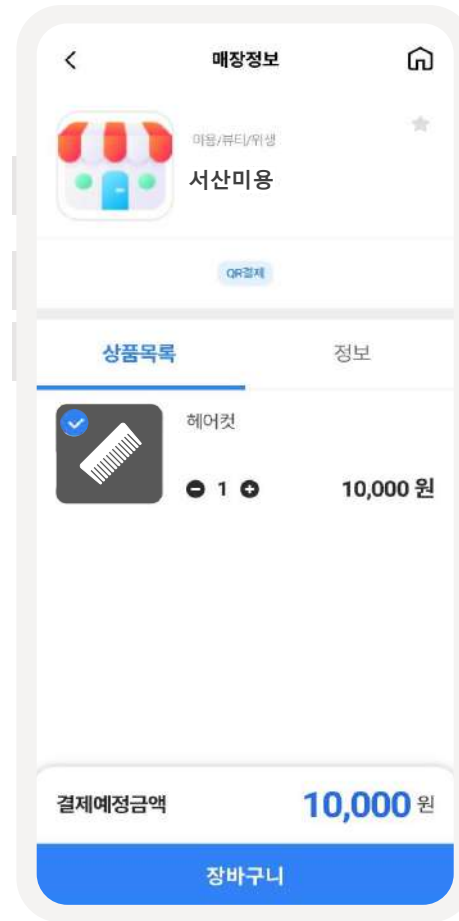 매장정보
미용/뷰티/위생
서산미용
QR결제
상품목록 정보
헤어컷
1 10,000 원
결제예정금액 10,000 원
장바구니